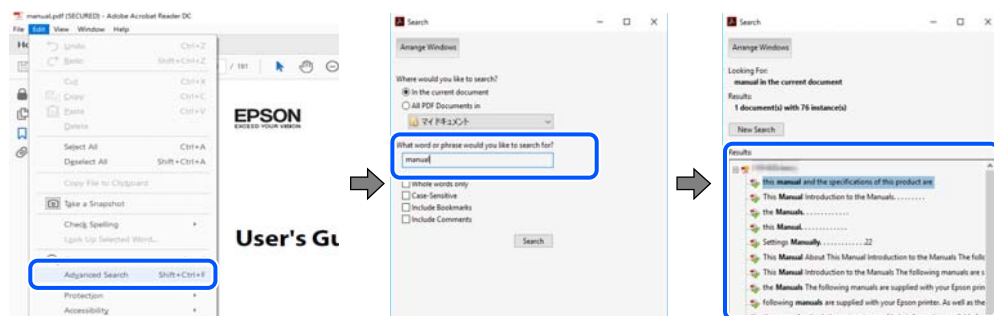 manual.pdf (SECURED) - Adobe Acrobat Reader DC
File Edit View Window Help
Undo Ctrl+Z
Redo Shift+Ctrl+Z
Cut Ctrl+X
Copy Ctrl+C
Paste Ctrl+V
Delete
Select All Ctrl+A
Deselect All Shift+Ctrl+A
Copy File to Clipboard
Take a Snapshot
Check Spelling
Look Up Selected Word...
Advanced Search Shift+Ctrl+F
Protection
Accessibility
/ 191
EPSON
EXCEED YOUR VISION
User's Gu
Search
Arrange Windows
Where would you like to search?
In the current document
All PDF Documents in
マイ ドキュメント
What word or phrase would you like to search for?
manual
Whole words only
Case-Sensitive
Include Bookmarks
Include Comments
Search
Search
Arrange Windows
Looking For:
manual in the current document
Results:
1 document(s) with 76 instance(s)
New Search
Results:
this manual and the specifications of this product are
This Manual Introduction to the Manuals. . . . . . . . .
the Manuals. . . . . . . . . . . . .
this Manual. . . . . . . . . . . . .
Settings Manually. . . . . . . . . . . . .22
This Manual About This Manual Introduction to the Manuals The follo
This Manual Introduction to the Manuals The following manuals are s
the Manuals The following manuals are supplied with your Epson prin
following manuals are supplied with your Epson printer. As well as the